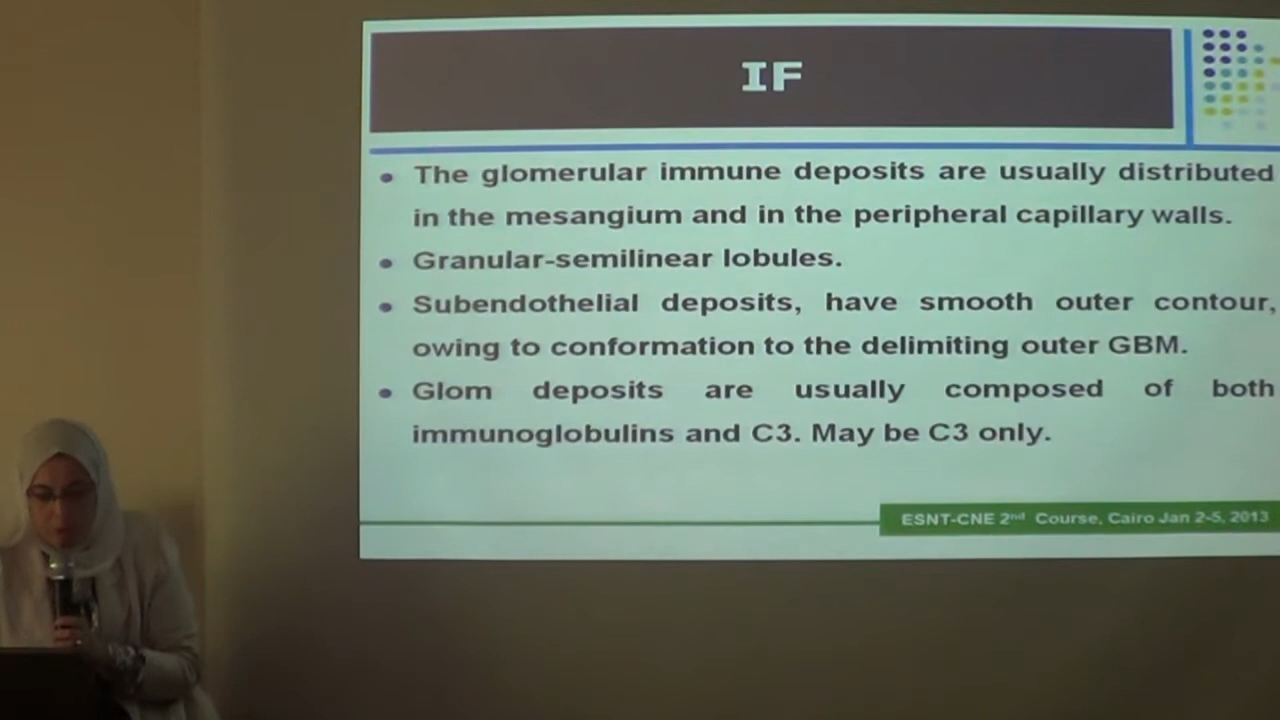 IF
The glomerular immune deposits are usually distributed
in the mesangium and in the peripheral capillary walls.
Granular-semilinear lobules.
Subendothelial deposits, have smooth outer contour,
owing to conformation to the delimiting outer GBM.
Glom deposits are usually composed of both
immunoglobulins and C3. May be C3 only.
ESNT-CNE 2nd Course, Cairo Jan 2-5, 2013